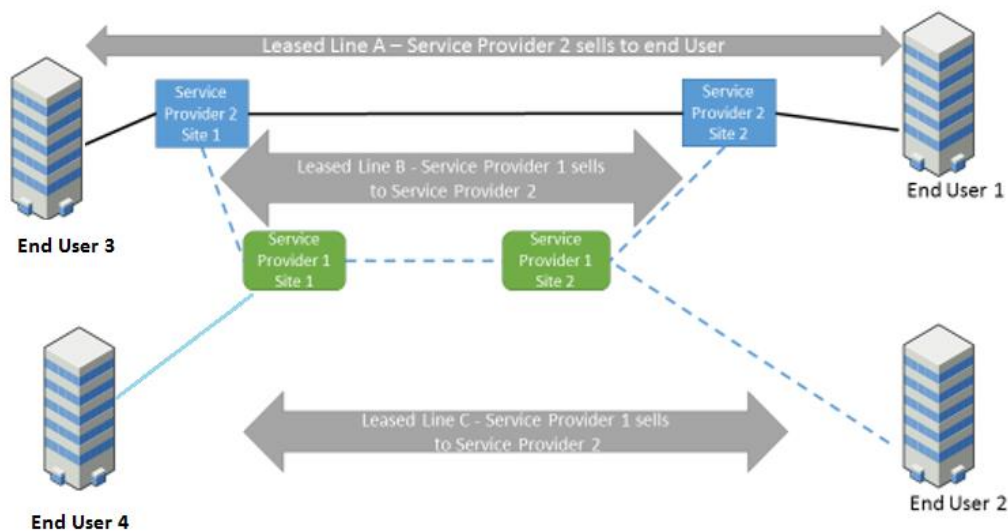 Leased Line A – Service Provider 2 sells to end User
Service
Provider 2
Site 1
Service
Provider 2
Site 2
Leased Line B - Service Provider 1 sells
to Service Provider 2
End User 1
End User 3
Service
Provider 1
Site 1
Service
Provider 1
Site 2
Leased Line C - Service Provider 1 sells
to Service Provider 2
End User 4
End User 2